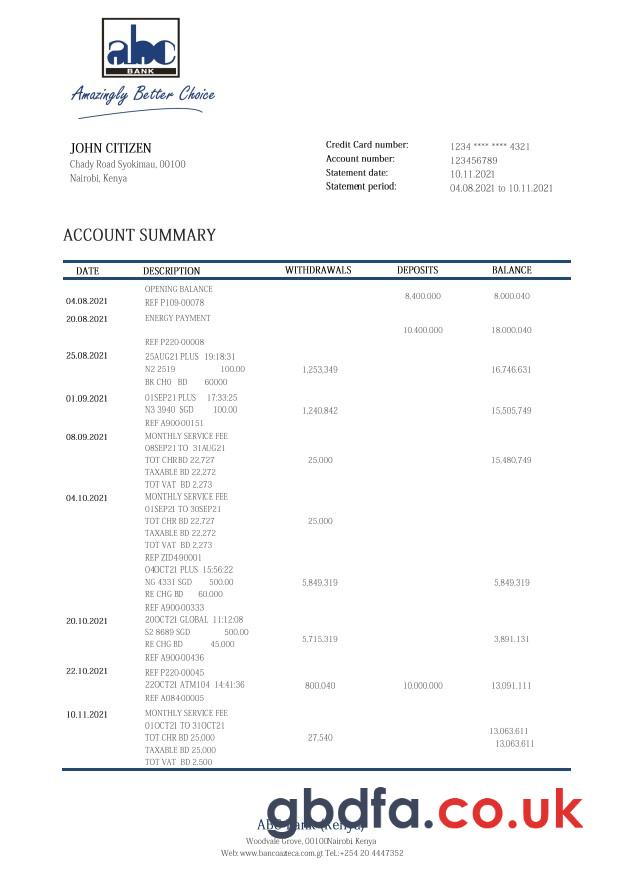 abc
BANK
Amazingly Better Choice
JOHN CITIZEN
Chady Road Syokimau, 00100
Nairobi, Kenya
Credit Card number: 1234 **** **** 4321
Account number: 123456789
Statement date: 10.11.2021
Statement period: 04.08.2021 to 10.11.2021
ACCOUNT SUMMARY
DATE DESCRIPTION WITHDRAWALS DEPOSITS BALANCE
OPENING BALANCE
04.08.2021 REF P109-00078 8,400.000 8.000.040
20.08.2021 ENERGY PAYMENT
10.400.000 18.000.040
REF P220-00008
25.08.2021 25AUG21 PLUS 19:18:31
N2 2519 100.00 1,253,349 16.746.631
BK CHO BD 60000
01.09.2021 01SEP21 PLUS 17:33:25
N3 3940 SGD 100.00 1,240,842 15,505,749
REF A900-00151
08.09.2021 MONTHLY SERVICE FEE
08SEP21 TO 31AUG21
TOT CHRBD 22,727 25,000 15,480,749
TAXABLE BD 22,272
TOT VAT BD 2,273
04.10.2021 MONTHLY SERVICE FEE
01SEP21 TO 30SEP21
TOT CHR BD 22,727 25,000
TAXABLE BD 22,272
TOT VAT BD 2,273
REP ZID490001
04OCT21 PLUS 15:56:22
NG 4331 SGD 500.00 5,849,319 5,849,319
RE CHG BD 60.000
REF A900-00333
20.10.2021 20OCT21 GLOBAL 11:12:08
S2 8689 SGD 500.00 5,715,319 3,891,131
RE CHG BD 45,000
REF A900-00436
22.10.2021 REF P220-00045
22OCT21 ATM104 14:41:36 800,040 10,000,000 13,091,111
REF A084-00005
10.11.2021 MONTHLY SERVICE FEE
01OCT21 TO 31OCT21 13,063,611
TOT CHR BD 25,000 27,540 13,063,611
TAXABLE BD 25,000
TOT VAT BD 2,500
gbdfa.co.uk
ABC Bank (Kenya)
Woodvale Grove, 00100Nairobi Kenya
Web: www.bancoazteca.com.gt Tel.:+254 20 4447352